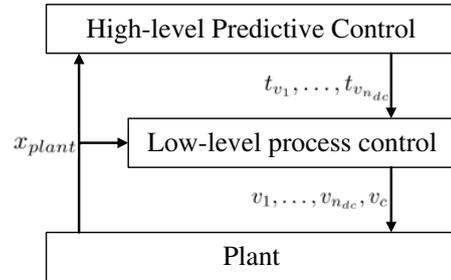 High-level Predictive Control
t_{v_1}, ..., t_{v_{n_{dc}}}
x_{plant}
Low-level process control
v_1, ..., v_{n_{dc}}, v_c
Plant